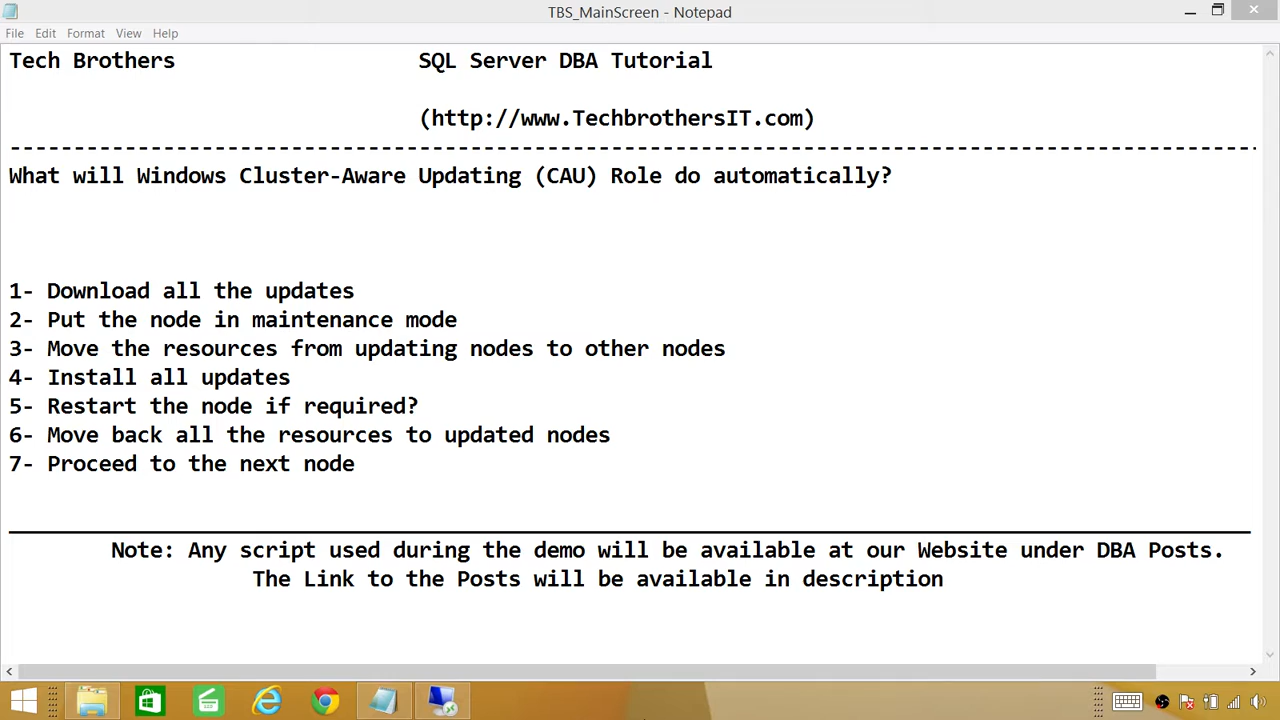 TBS_MainScreen - Notepad
File Edit Format View Help
Tech Brothers SQL Server DBA Tutorial
(http://www.TechbrothersIT.com)
--------------------------------------------------------------------------------------------------
What will Windows Cluster-Aware Updating (CAU) Role do automatically?
1- Download all the updates
2- Put the node in maintenance mode
3- Move the resources from updating nodes to other nodes
4- Install all updates
5- Restart the node if required?
6- Move back all the resources to updated nodes
7- Proceed to the next node
Note: Any script used during the demo will be available at our Website under DBA Posts.
The Link to the Posts will be available in description